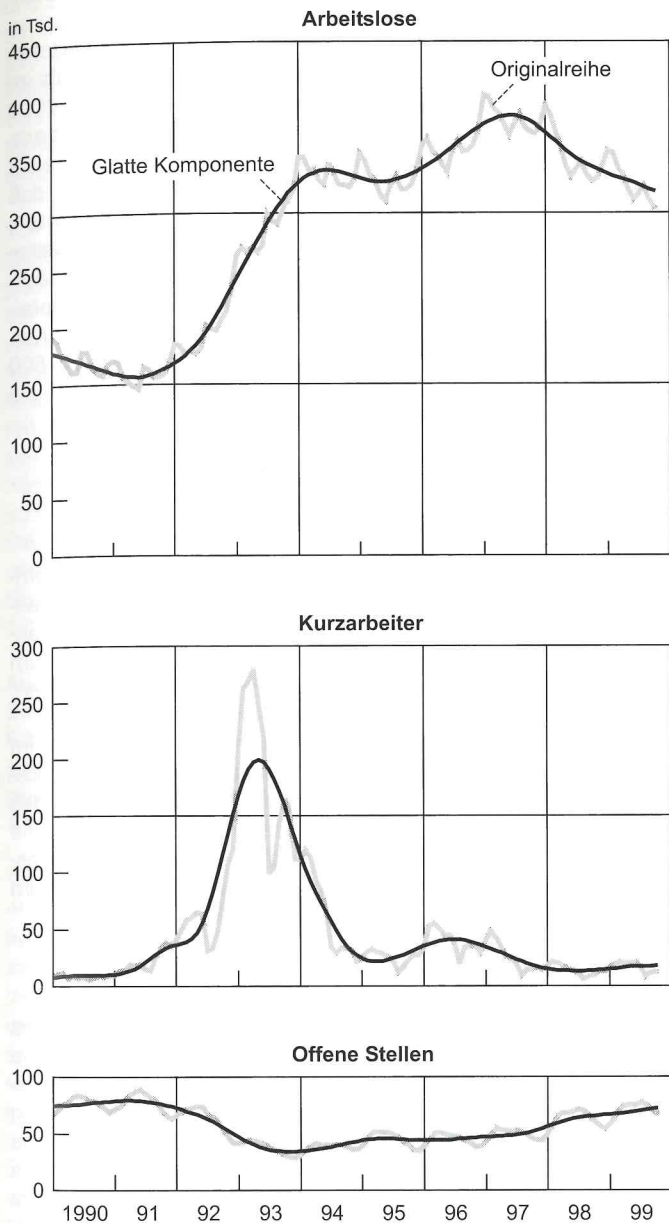 Arbeitslose
in Tsd.
450
400
350
300
250
200
150
100
50
0
Originalreihe
Glatte Komponente
Kurzarbeiter
300
250
200
150
100
50
0
Offene Stellen
100
50
0
1990 91 92 93 94 95 96 97 98 99